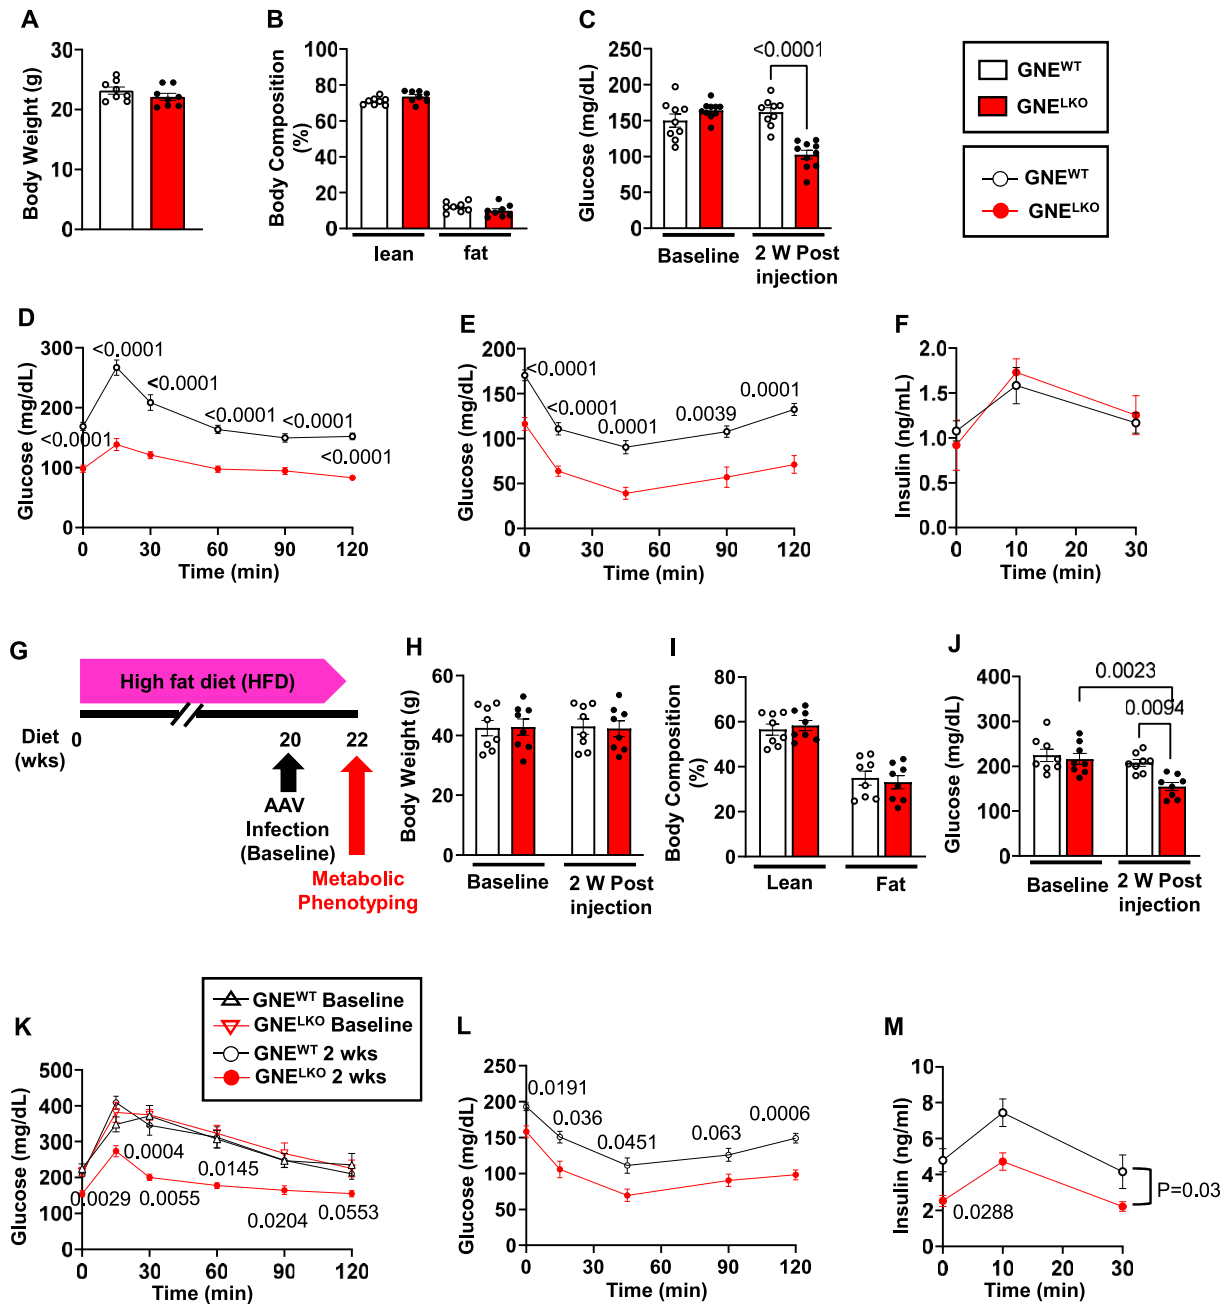 A
Body Weight (g)
30
20
10
0
B
Body Composition
(%)
100
80
60
40
20
0
lean
fat
C
Glucose (mg/dL)
250
200
150
100
50
0
<0.0001
Baseline
2 W Post
injection
GNEWT
GNELKO
GNEWT
GNELKO
D
Glucose (mg/dL)
300
200
100
0
<0.0001
<0.0001
<0.0001
<0.0001
<0.0001
<0.0001
0
30
60
90
120
Time (min)
E
Glucose (mg/dL)
200
150
100
50
0
<0.0001
<0.0001
0.0001
0.0039
0.0001
0
30
60
90
120
Time (min)
F
Insulin (ng/mL)
2.0
1.5
1.0
0.5
0.0
0
10
20
30
Time (min)
G
High fat diet (HFD)
Diet
(wks)
0
20
22
AAV
Infection
(Baseline)
Metabolic
Phenotyping
H
Body Weight (g)
60
40
20
0
Baseline
2 W Post
injection
I
Body Composition
(%)
80
60
40
20
0
Lean
Fat
J
Glucose (mg/dL)
400
300
200
100
0
0.0023
0.0094
Baseline
2 W Post
injection
GNEWT Baseline
GNELKO Baseline
GNEWT 2 wks
GNELKO 2 wks
K
Glucose (mg/dL)
500
400
300
200
100
0
0.0029
0.0004
0.0055
0.0145
0.0204
0.0553
0
30
60
90
120
Time (min)
L
Glucose (mg/dL)
250
200
150
100
50
0
0.0191
0.036
0.0451
0.063
0.0006
0
30
60
90
120
Time (min)
M
Insulin (ng/ml)
10
8
6
4
2
0
0.0288
P=0.03
0
10
20
30
Time (min)